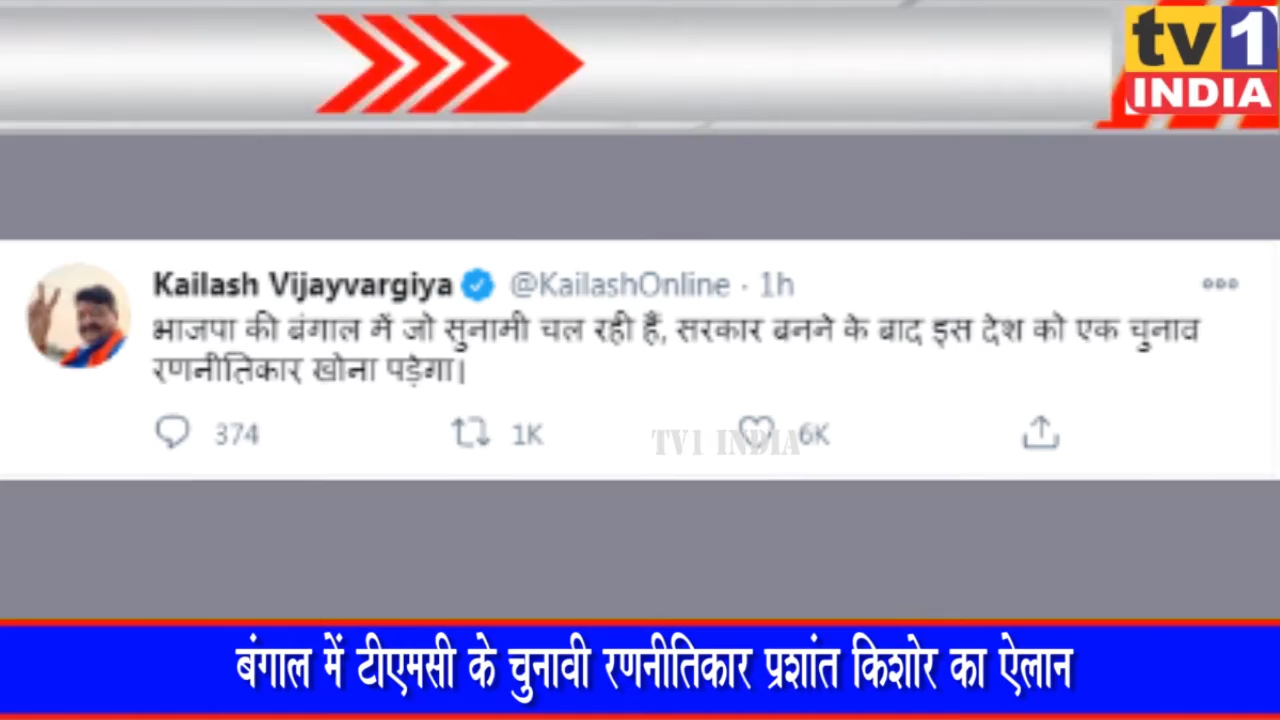 tv1
INDIA
Kailash Vijayvargiya @KailashOnline · 1h
भाजपा की बंगाल में जो सुनामी चल रही हैं, सरकार बनने के बाद इस देश को एक चुनाव
रणनीतिकार खोना पड़ेगा।
374 1K 6K
TV1 INDIA
बंगाल में टीएमसी के चुनावी रणनीतिकार प्रशांत किशोर का ऐलान